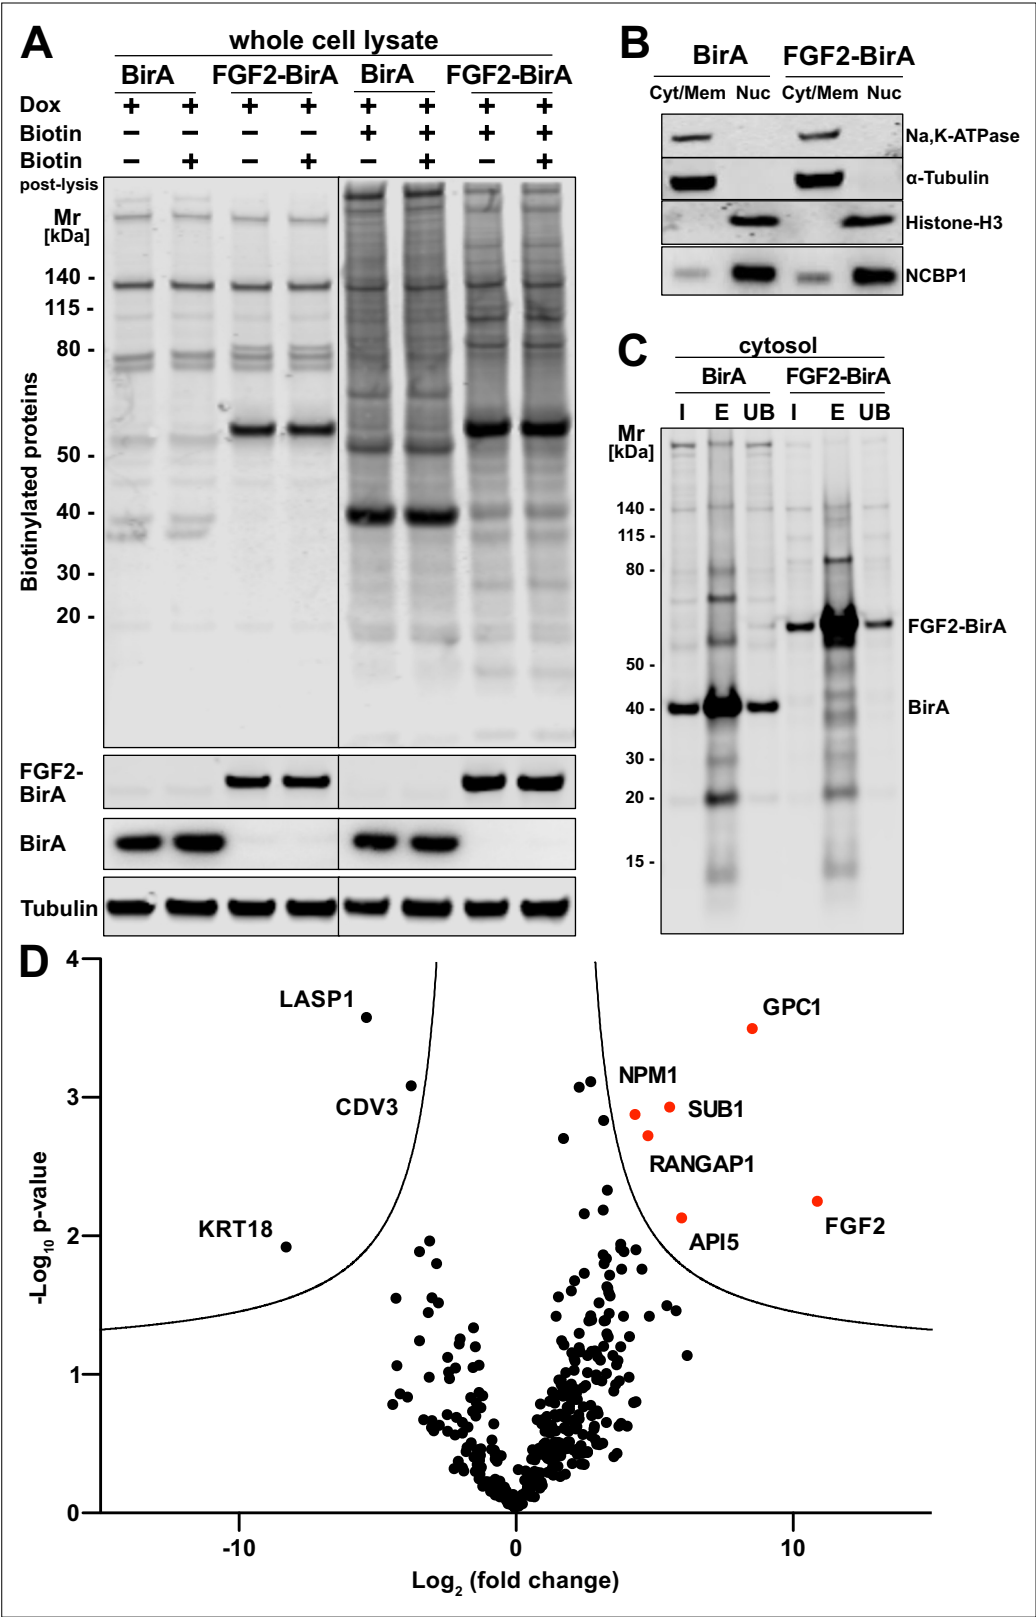 A
whole cell lysate
BirA FGF2-BirA BirA FGF2-BirA
Dox + + + + + + + +
Biotin − − − − + + + +
Biotin − + − + − + − +
post-lysis
Mr
[kDa]
140 -
115 -
80 -
50 -
40 -
30 -
20 -
Biotinylated proteins
FGF2-
BirA
BirA
Tubulin
B
BirA FGF2-BirA
Cyt/Mem Nuc Cyt/Mem Nuc
Na,K-ATPase
α-Tubulin
Histone-H3
NCBP1
C
cytosol
BirA FGF2-BirA
I E UB I E UB
Mr
[kDa]
140 -
115 -
80 -
50 -
40 -
30 -
20 -
15 -
FGF2-BirA
BirA
D
4
3
2
1
0
-Log10 p-value
LASP1
CDV3
KRT18
GPC1
NPM1
SUB1
RANGAP1
API5
FGF2
-10 0 10
Log2 (fold change)